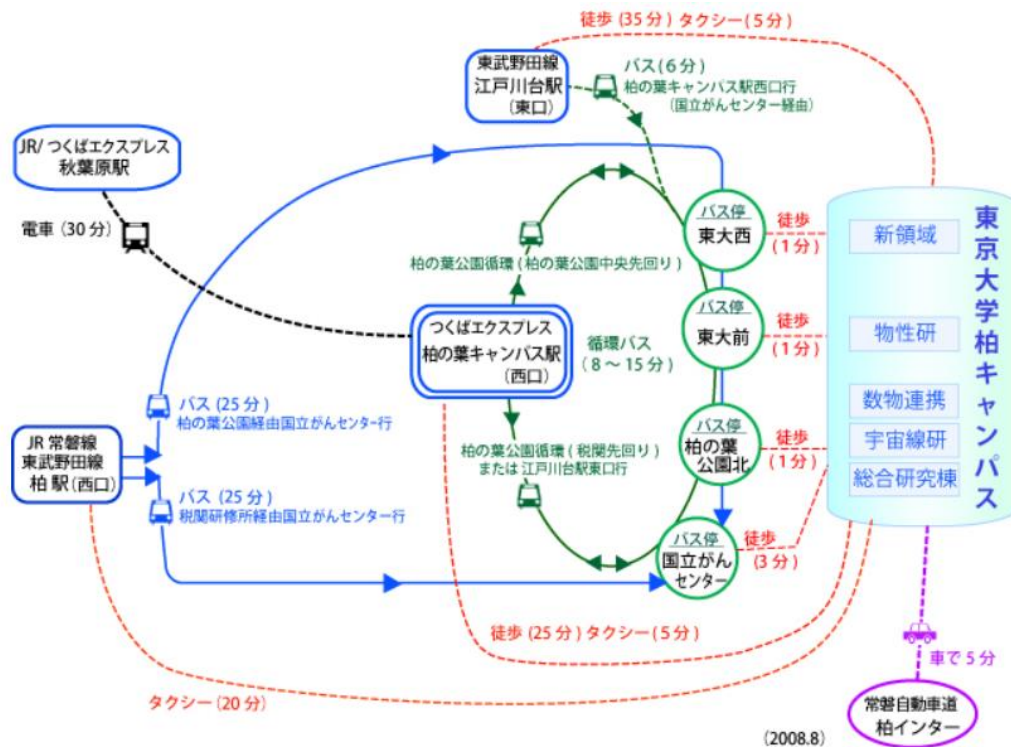 徒歩 (35 分) タクシー ( 5 分 )
東武野田線
江戸川台駅
(東口)
バス ( 6 分 )
柏の葉キャンパス駅西口行
(国立がんセンター経由)
JR/ つくばエクスプレス
秋葉原駅
電車 (30 分 )
バス停
東大西
徒歩
(1 分 )
新領域
東京大学柏キャンパス
柏の葉公園循環 ( 柏の葉公園中央先回り )
つくばエクスプレス
柏の葉キャンパス駅
(西口)
循環バス
( 8 ~ 15 分 )
バス停
東大前
徒歩
(1 分 )
物性研
バス (25 分 )
柏の葉公園経由国立がんセンター行
JR 常磐線
東武野田線
柏 駅 (西口)
柏の葉公園循環 ( 税関先回り )
または 江戸川台駅東口行
バス停
柏の葉
公園北
徒歩
(1 分 )
数物連携
宇宙線研
総合研究棟
バス (25 分 )
税関研修所経由国立がんセンター行
バス停
国立がん
センター
徒歩
(3 分 )
徒歩 (25 分 ) タクシー ( 5 分 )
タクシー (20 分 )
車で 5 分
常磐自動車道
柏インター
(2008.8)